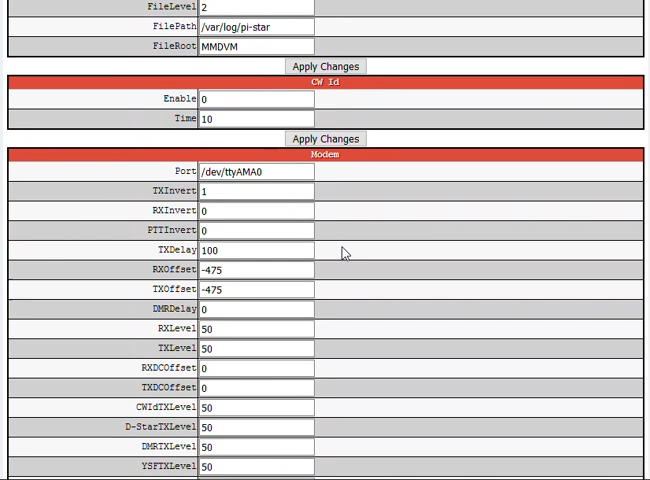 FileLevel 2
FilePath /var/log/pi-star
FileRoot MMDVM
Apply Changes
CW Id
Enable 0
Time 10
Apply Changes
Modem
Port /dev/ttyAMA0
TXInvert 1
RXInvert 0
PTTInvert 0
TXDelay 100
RXOffset -475
TXOffset -475
DMRDelay 0
RXLevel 50
TXLevel 50
RXDCOffset 0
TXDCOffset 0
CWIdTXLevel 50
D-StarTXLevel 50
DMRTXLevel 50
YSFTXLevel 50